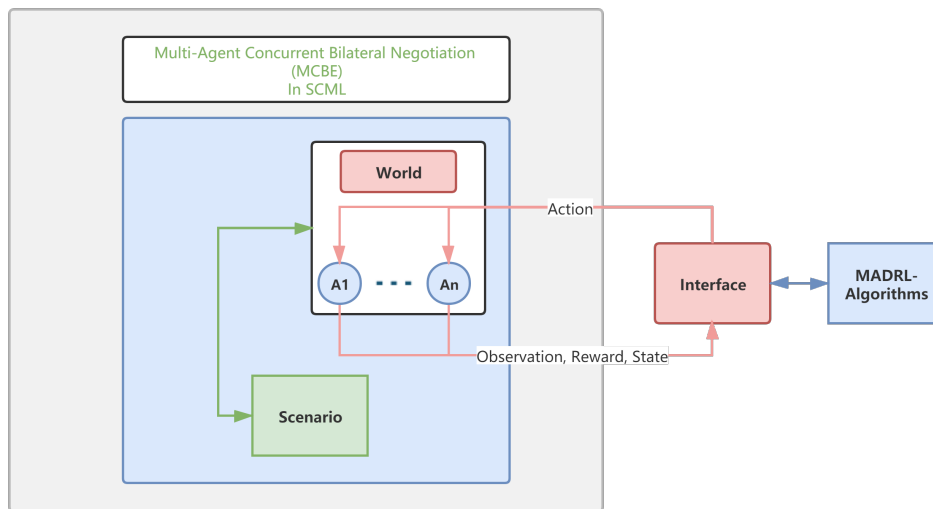 Multi-Agent Concurrent Bilateral Negotiation
(MCBE)
In SCML
World
Action
A1
An
Interface
MADRL-
Algorithms
Observation, Reward, State
Scenario